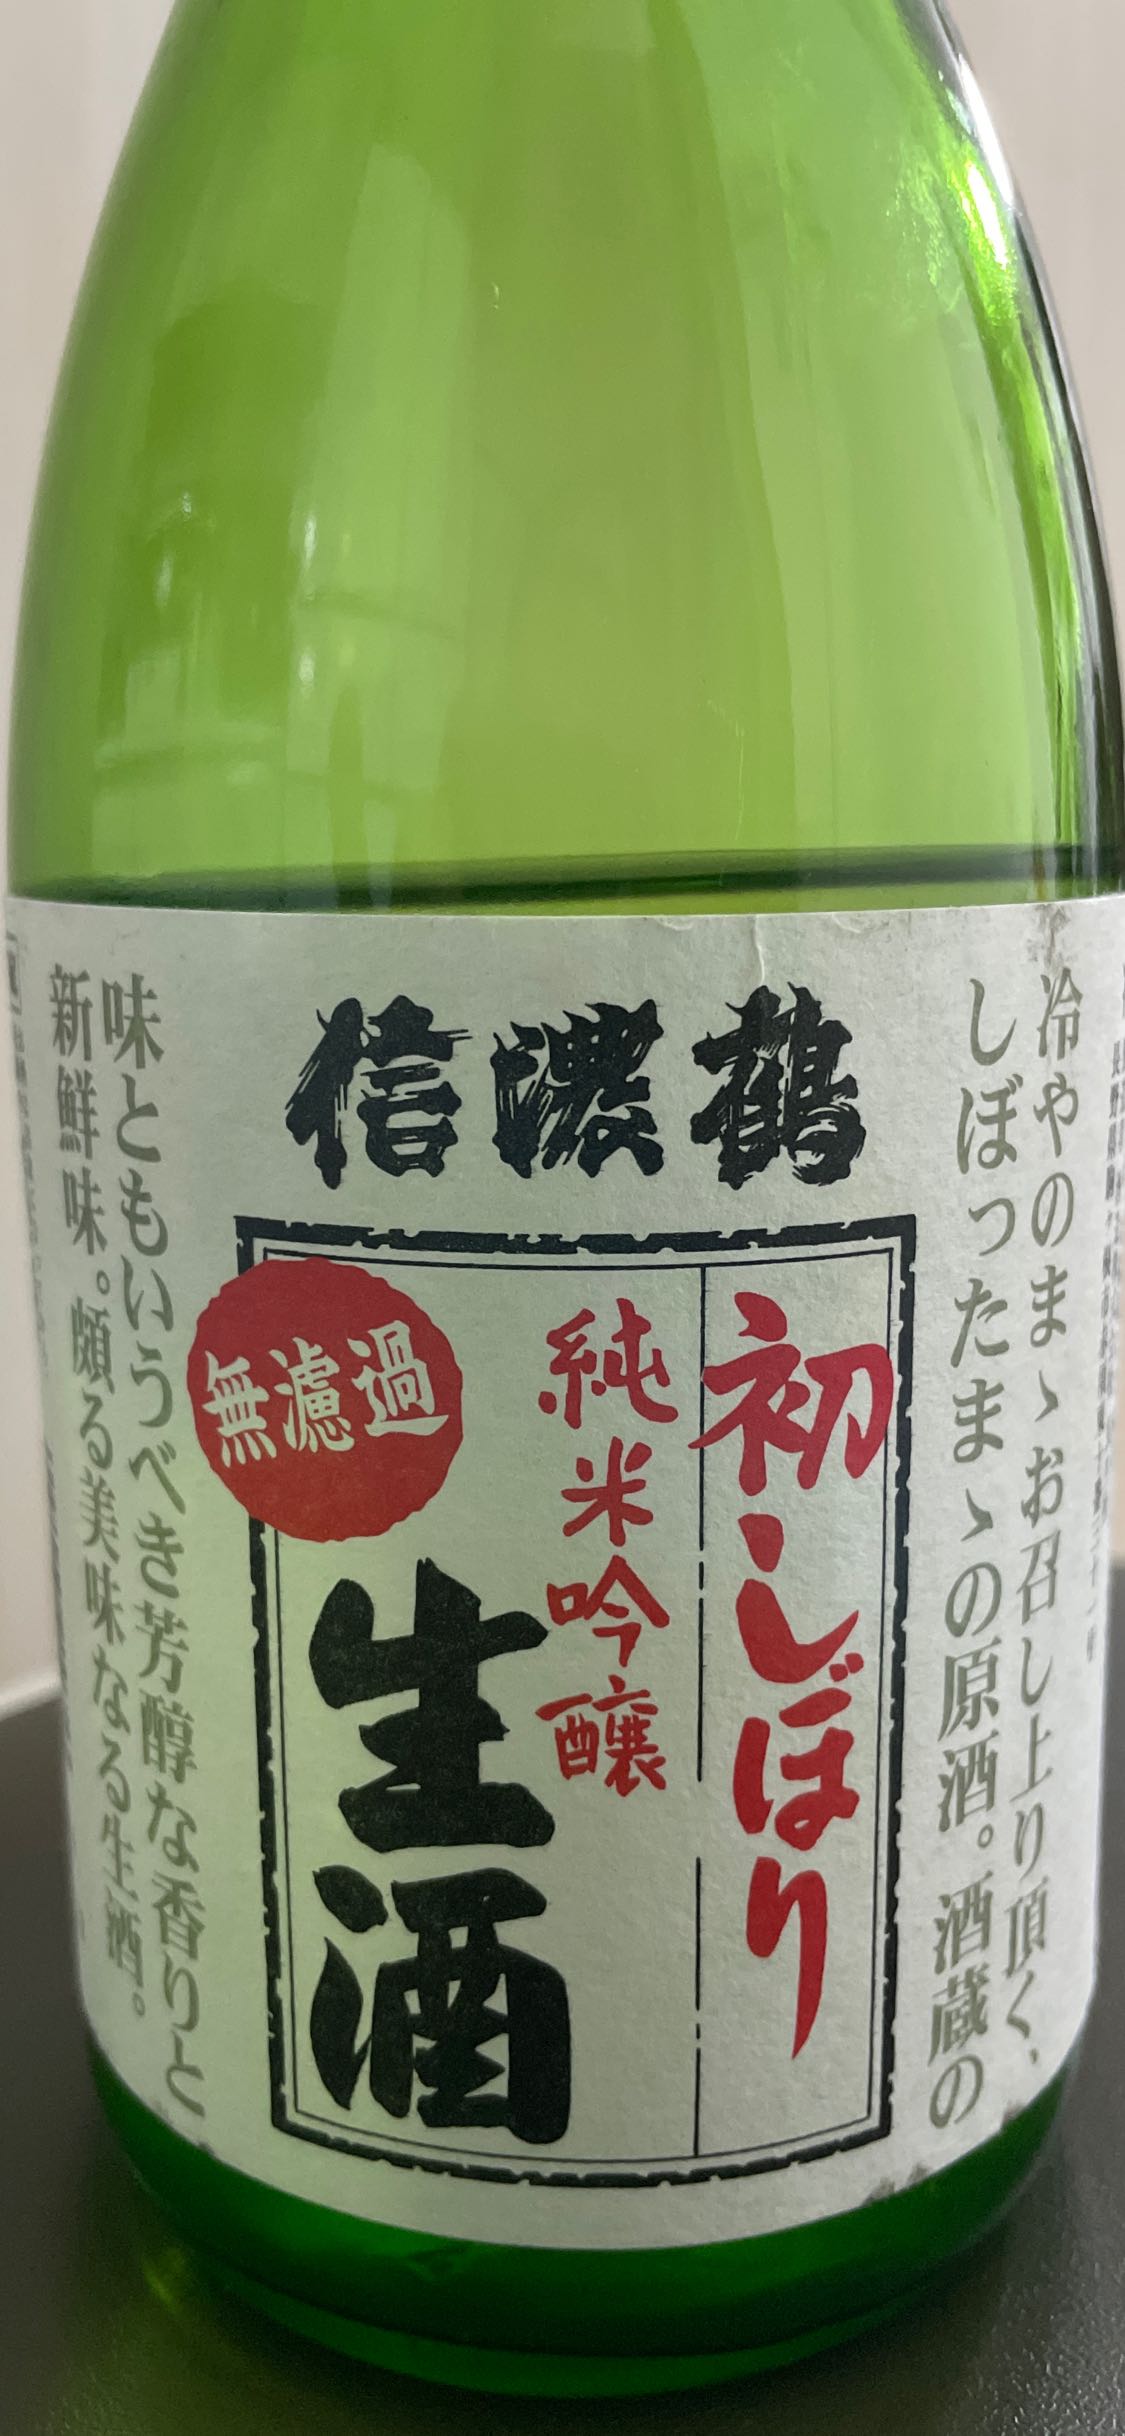 信濃鶴
冷やのまゝお召し上り頂く、
しぼったまゝの原酒。酒蔵の
初しぼり
純米吟醸
無濾過
生酒
味ともいうべき芳醇な香りと
新鮮味。頗る美味なる生酒。